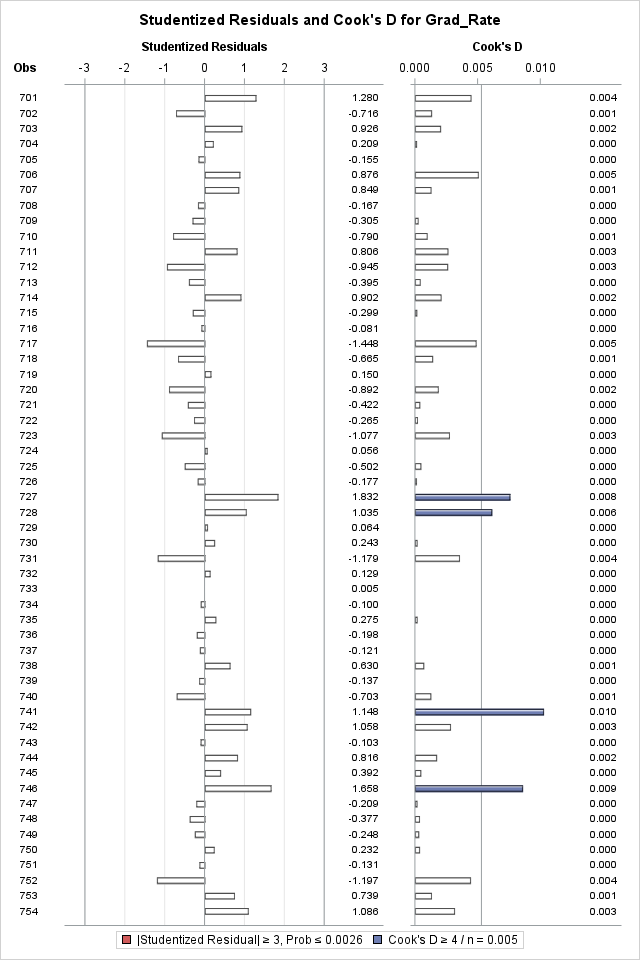 Studentized Residuals and Cook's D for Grad_Rate
Studentized Residuals Cook's D
Obs -3 -2 -1 0 1 2 3 0.000 0.005 0.010
701 1.280 0.004
702 -0.716 0.001
703 0.926 0.002
704 0.209 0.000
705 -0.155 0.000
706 0.876 0.005
707 0.849 0.001
708 -0.167 0.000
709 -0.305 0.000
710 -0.790 0.001
711 0.806 0.003
712 -0.945 0.003
713 -0.395 0.000
714 0.902 0.002
715 -0.299 0.000
716 -0.081 0.000
717 -1.448 0.005
718 -0.665 0.001
719 0.150 0.000
720 -0.892 0.002
721 -0.422 0.000
722 -0.265 0.000
723 -1.077 0.003
724 0.056 0.000
725 -0.502 0.000
726 -0.177 0.000
727 1.832 0.008
728 1.035 0.006
729 0.064 0.000
730 0.243 0.000
731 -1.179 0.004
732 0.129 0.000
733 0.005 0.000
734 -0.100 0.000
735 0.275 0.000
736 -0.198 0.000
737 -0.121 0.000
738 0.630 0.001
739 -0.137 0.000
740 -0.703 0.001
741 1.148 0.010
742 1.058 0.003
743 -0.103 0.000
744 0.816 0.002
745 0.392 0.000
746 1.658 0.009
747 -0.209 0.000
748 -0.377 0.000
749 -0.248 0.000
750 0.232 0.000
751 -0.131 0.000
752 -1.197 0.004
753 0.739 0.001
754 1.086 0.003
|Studentized Residual| ≥ 3, Prob ≤ 0.0026 Cook's D ≥ 4 / n = 0.005